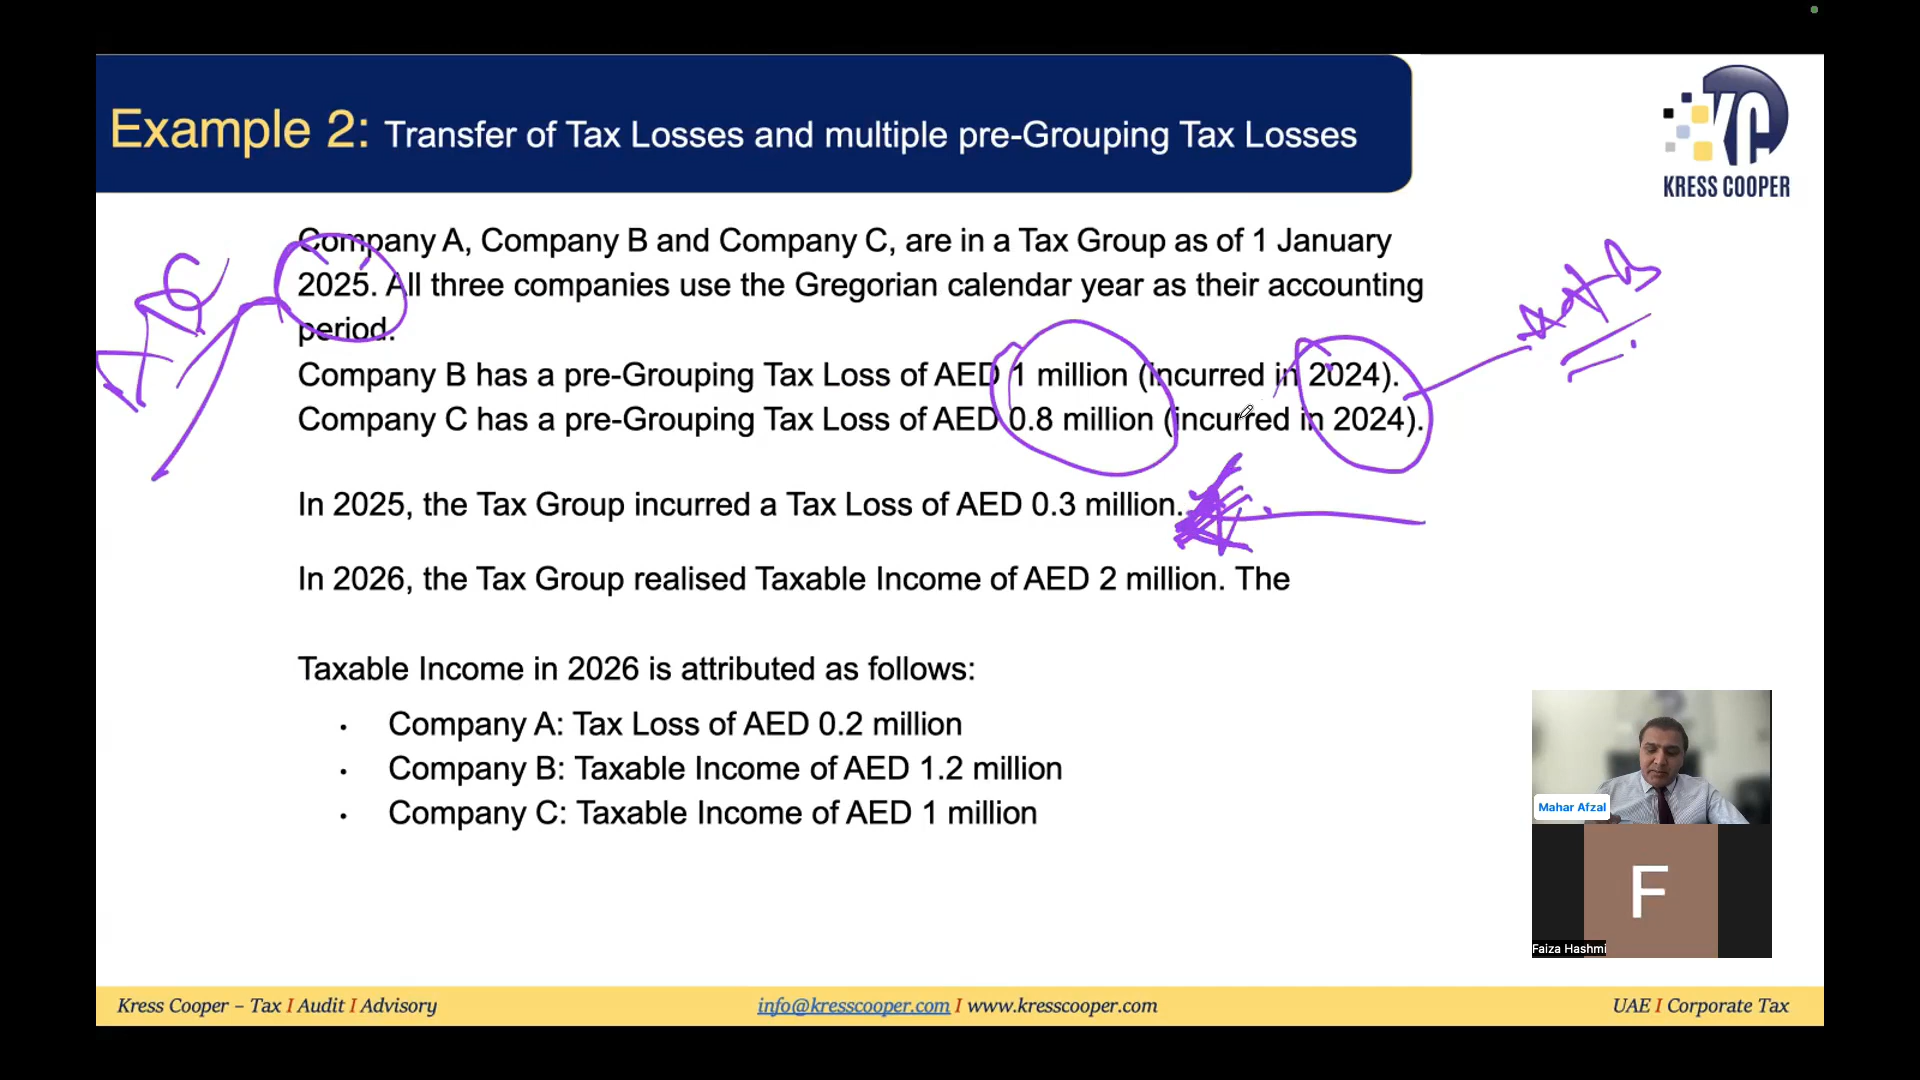 Example 2: Transfer of Tax Losses and multiple pre-Grouping Tax Losses
KRESS COOPER
Company A, Company B and Company C, are in a Tax Group as of 1 January
2025. All three companies use the Gregorian calendar year as their accounting
period.
Company B has a pre-Grouping Tax Loss of AED 1 million (incurred in 2024).
Company C has a pre-Grouping Tax Loss of AED 0.8 million (incurred in 2024).
In 2025, the Tax Group incurred a Tax Loss of AED 0.3 million.
In 2026, the Tax Group realised Taxable Income of AED 2 million. The
Taxable Income in 2026 is attributed as follows:
• Company A: Tax Loss of AED 0.2 million
• Company B: Taxable Income of AED 1.2 million
• Company C: Taxable Income of AED 1 million
Mahar Afzal
F
Faiza Hashmi
Kress Cooper – Tax I Audit I Advisory
info@kresscooper.com I www.kresscooper.com
UAE I Corporate Tax